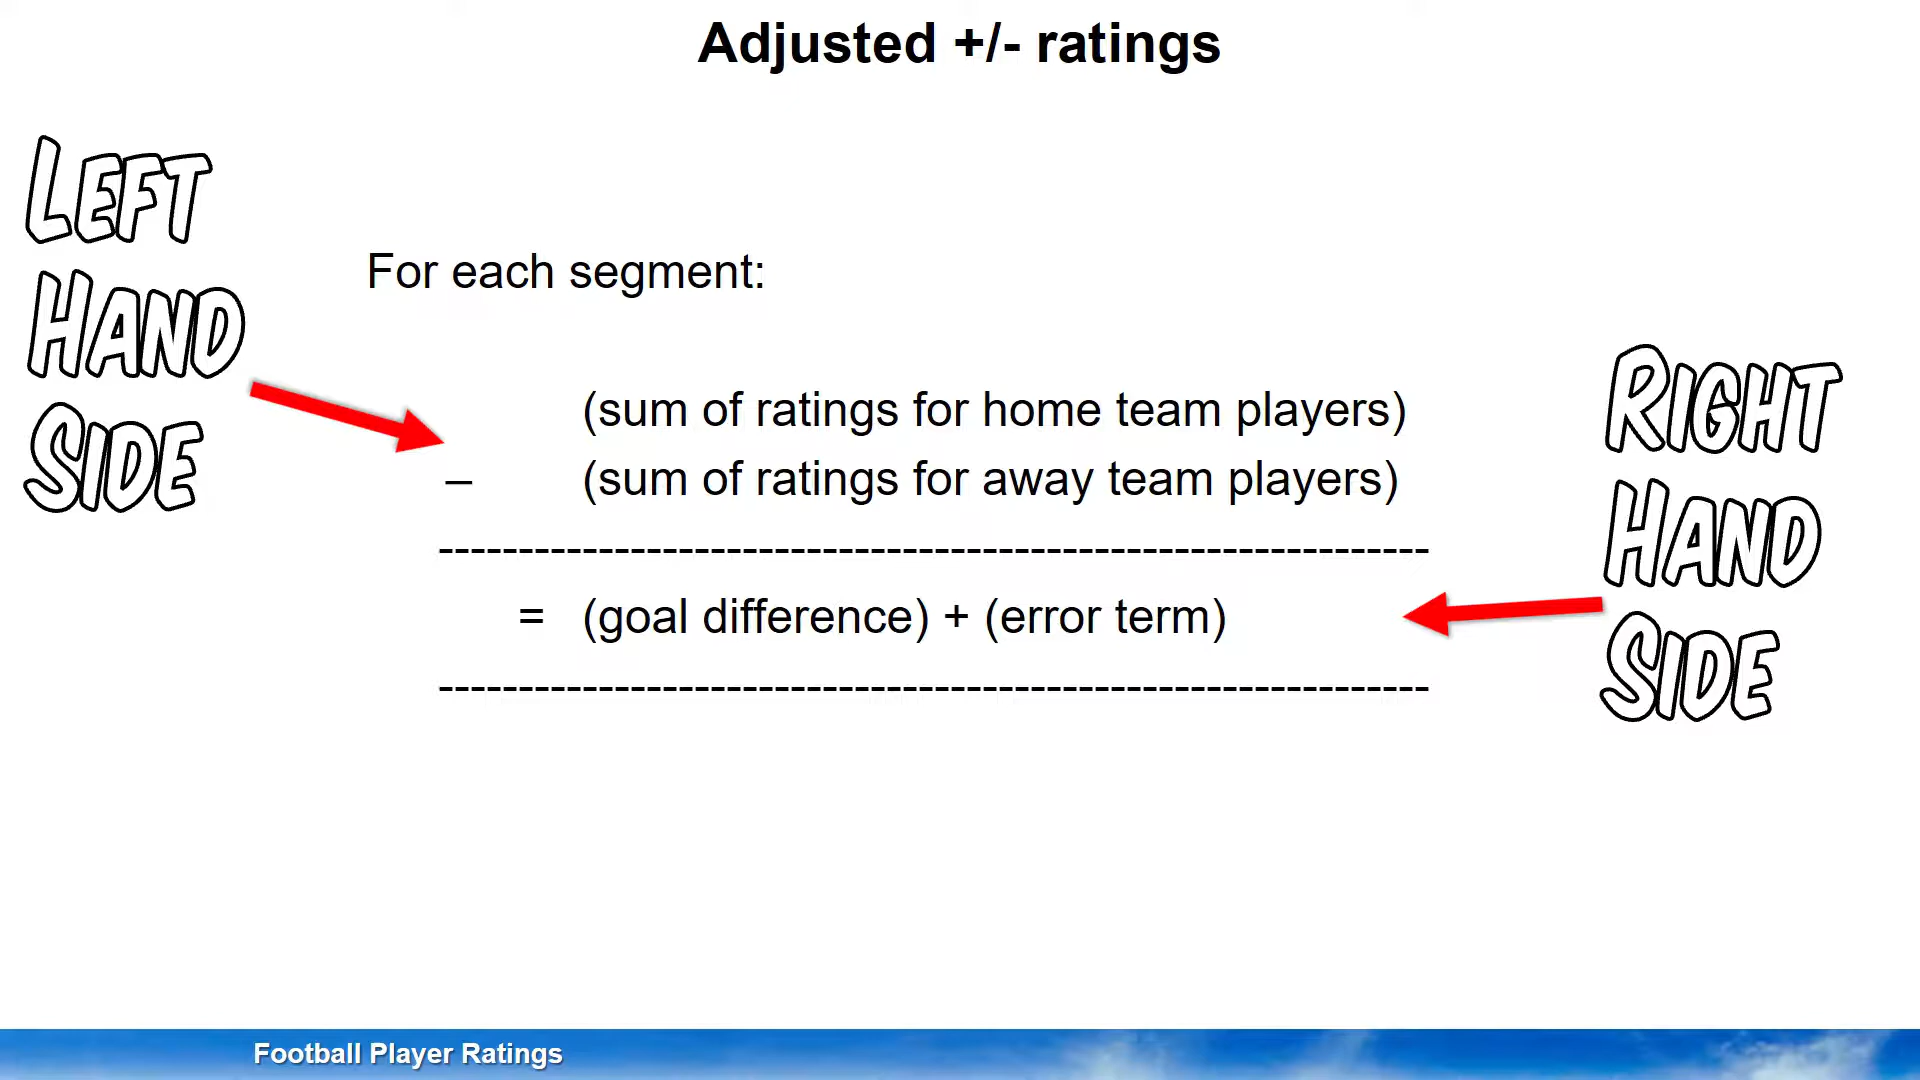 Adjusted +/- ratings
Left
Hand
Side
For each segment:
(sum of ratings for home team players)
– (sum of ratings for away team players)
--------------------------------------------------------------
= (goal difference) + (error term)
--------------------------------------------------------------
Right
Hand
Side
Football Player Ratings